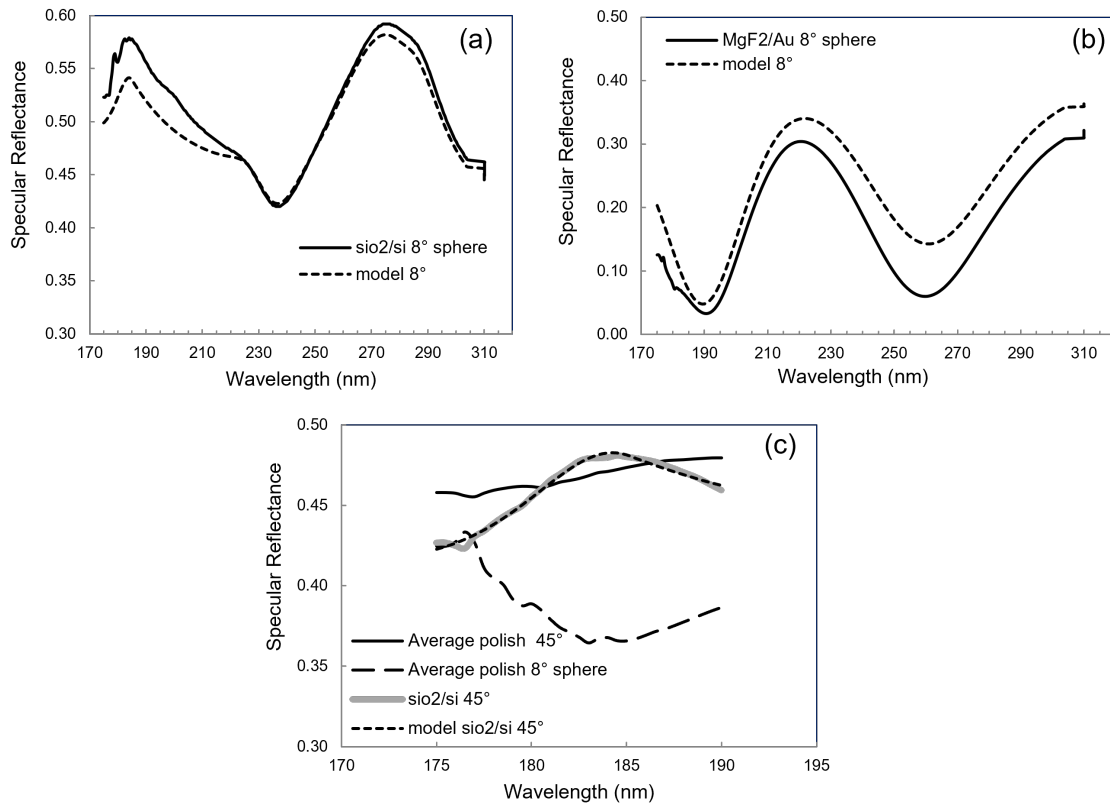 (a)
0.60
0.55
0.50
0.45
0.40
0.35
0.30
Specular Reflectance
sio2/si 8° sphere
model 8°
170 190 210 230 250 270 290 310
Wavelength (nm)
(b)
0.50
0.40
0.30
0.20
0.10
0.00
Specular Reflectance
MgF2/Au 8° sphere
model 8°
170 190 210 230 250 270 290 310
Wavelength (nm)
(c)
0.50
0.45
0.40
0.35
0.30
Specular Reflectance
Average polish 45°
Average polish 8° sphere
sio2/si 45°
model sio2/si 45°
170 175 180 185 190 195
Wavelength (nm)